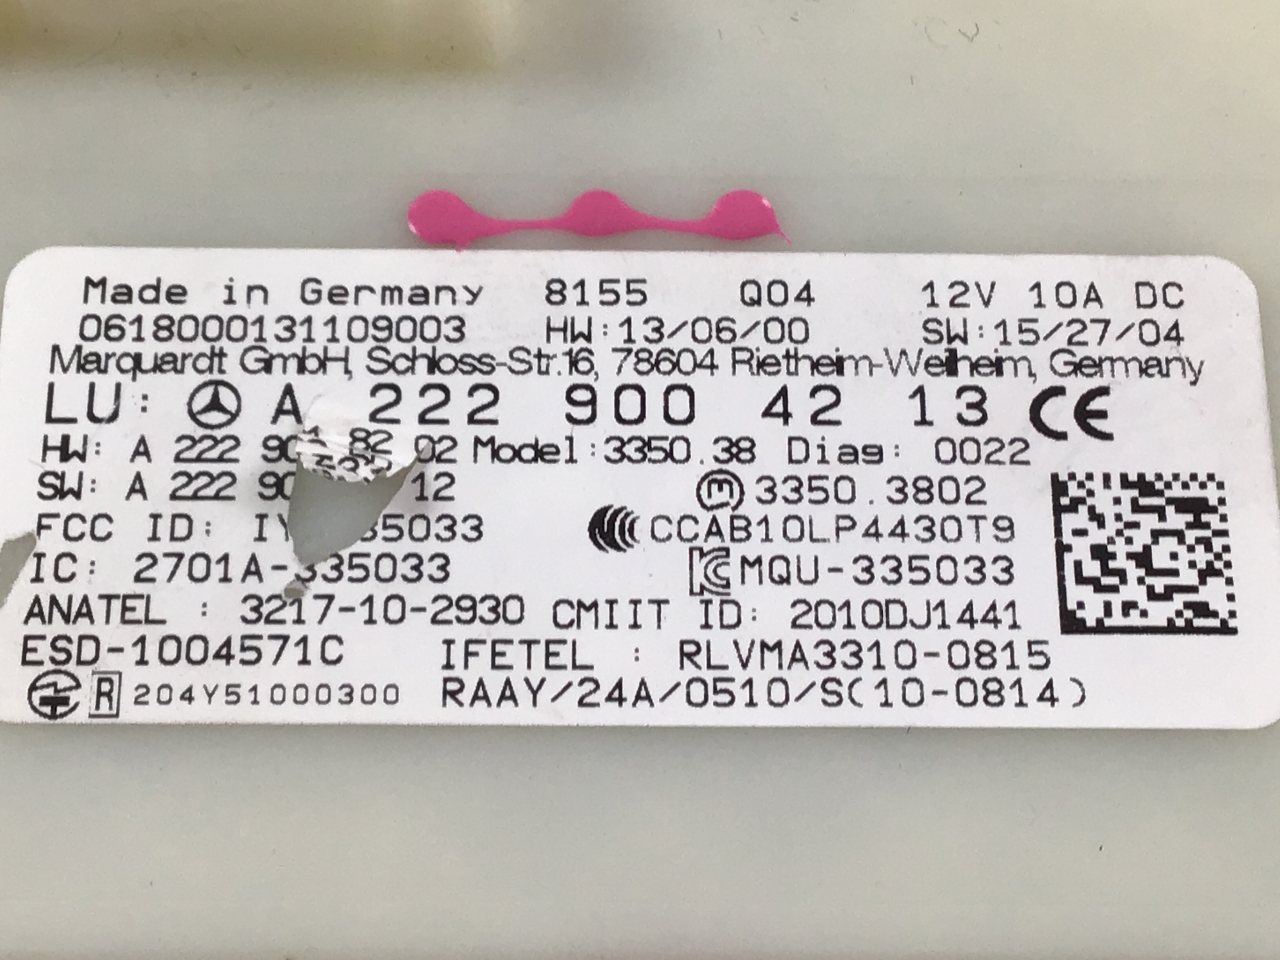 Made in Germany 8155 Q04 12V 10A DC
0618000131109003 HW:13/06/00 SW:15/27/04
Marquardt GmbH, Schloss-Str.16, 78604 Rietheim-Weilheim, Germany
LU: A 222 900 42 13 CE
HW: A 222 82 02 Model:3350.38 Diag: 0022
SW: A 222 12 M 3350.3802
FCC ID: CCAB10LP4430T9
IC: MQU-335033
ANATEL : 3217-10-2930 CMIIT ID: 2010DJ1441
ESD-1004571C IFETEL : RLVMA3310-0815
R 204Y51000300 RAAY/24A/0510/S(10-0814)